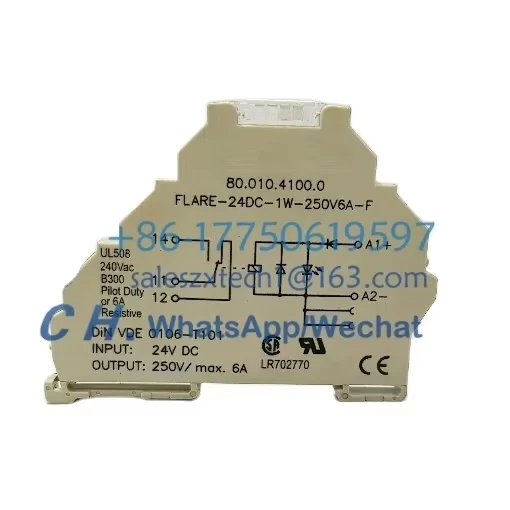 80.010.4100.0
FLARE-24DC-1W-250V6A-F
+86-17750619597
14
A1+
UL508
240Vac
B300
Pilot Duty
or 6A
Resistive
saleszxtech1@163.com
11
12
A2-
C H. WhatsApp/Wechat
DiN VDE 0106-T101
INPUT: 24V DC
OUTPUT: 250V/ max. 6A
LR702770
CE